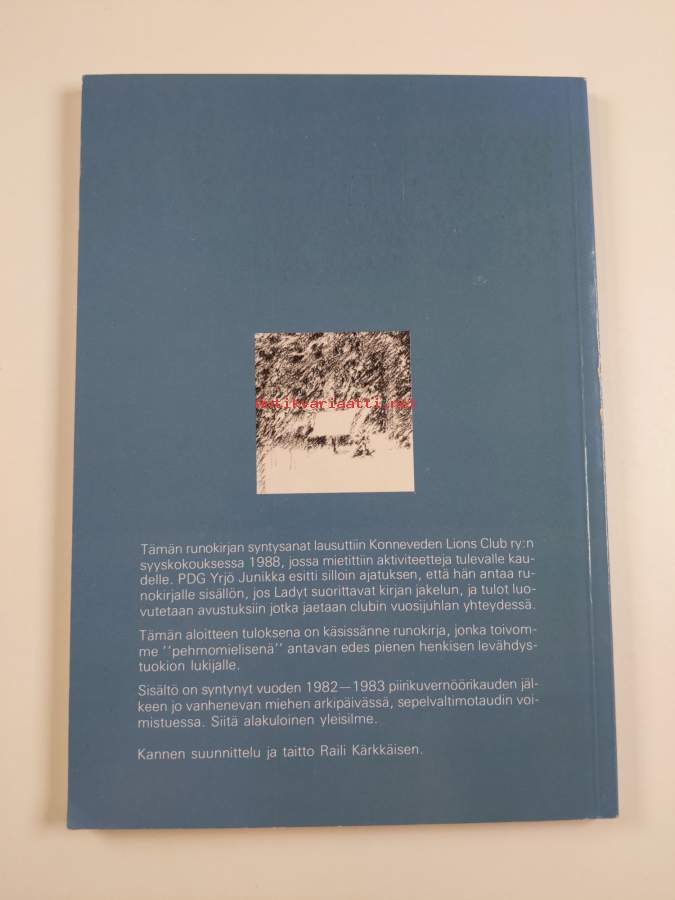 antikvariaatti.net
Tämän runokirjan syntysanat lausuttiin Konneveden Lions Club ry:n
syyskokouksessa 1988, jossa mietittiin aktiviteetteja tulevalle kau-
delle. PDG Yrjö Junikka esitti silloin ajatuksen, että hän antaa ru-
nokirjalle sisällön, jos Ladyt suorittavat kirjan jakelun, ja tulot luo-
vutetaan avustuksiin jotka jaetaan clubin vuosijuhlan yhteydessä.
Tämän aloitteen tuloksena on käsissänne runokirja, jonka toivom-
me ''pehmomielisenä'' antavan edes pienen henkisen levähdys-
tuokion lukijalle.
Sisältö on syntynyt vuoden 1982—1983 piirikuvernöörikauden jäl-
keen jo vanhenevan miehen arkipäivässä, sepelvaltimotaudin voi-
mistuessa. Siitä alakuloinen yleisilme.
Kannen suunnittelu ja taitto Raili Kärkkäisen.